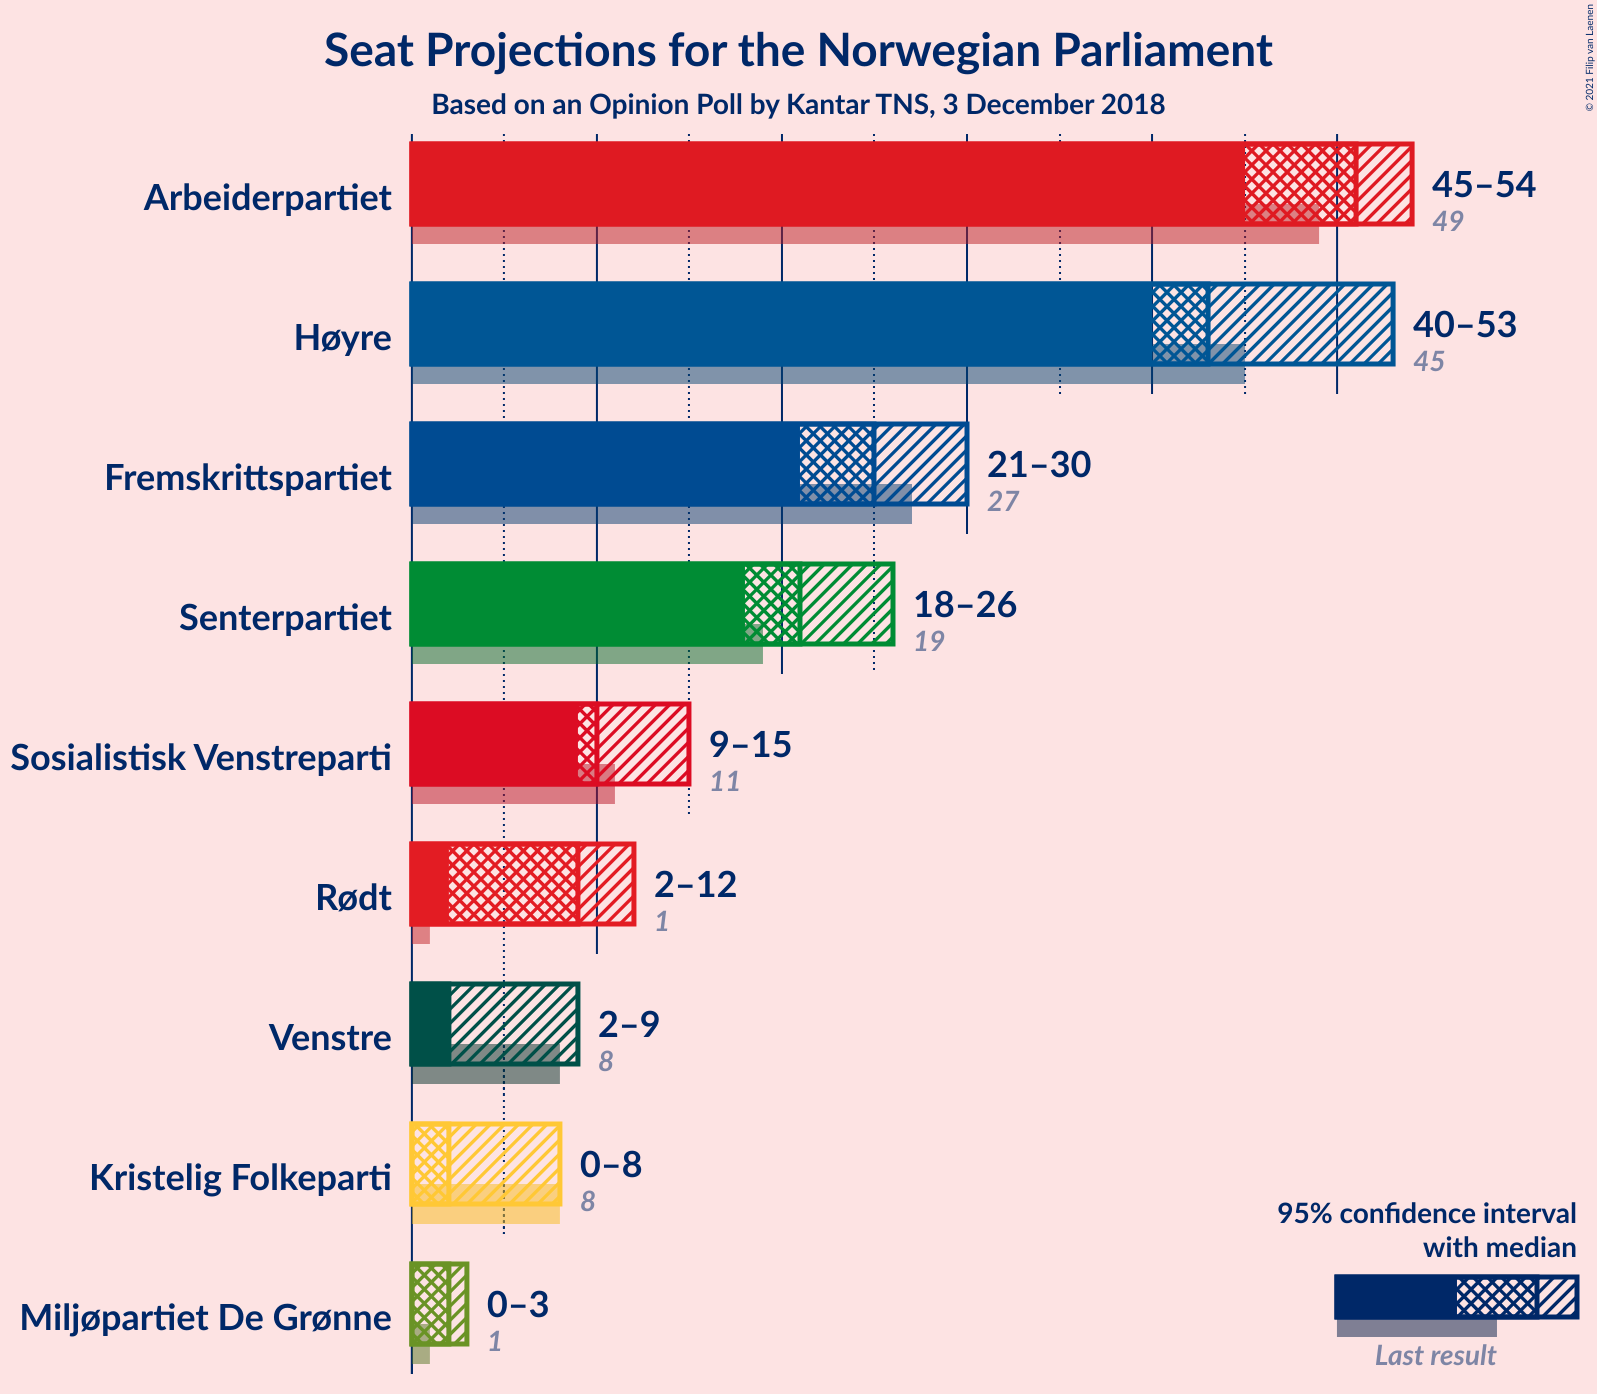 Seat Projections for the Norwegian Parliament
Based on an Opinion Poll by Kantar TNS, 3 December 2018
© 2021 Filip van Laenen
Arbeiderpartiet
45–54
49
Høyre
40–53
45
Fremskrittspartiet
21–30
27
Senterpartiet
18–26
19
Sosialistisk Venstreparti
9–15
11
Rødt
2–12
1
Venstre
2–9
8
Kristelig Folkeparti
0–8
8
Miljøpartiet De Grønne
0–3
1
95% confidence interval
with median
Last result